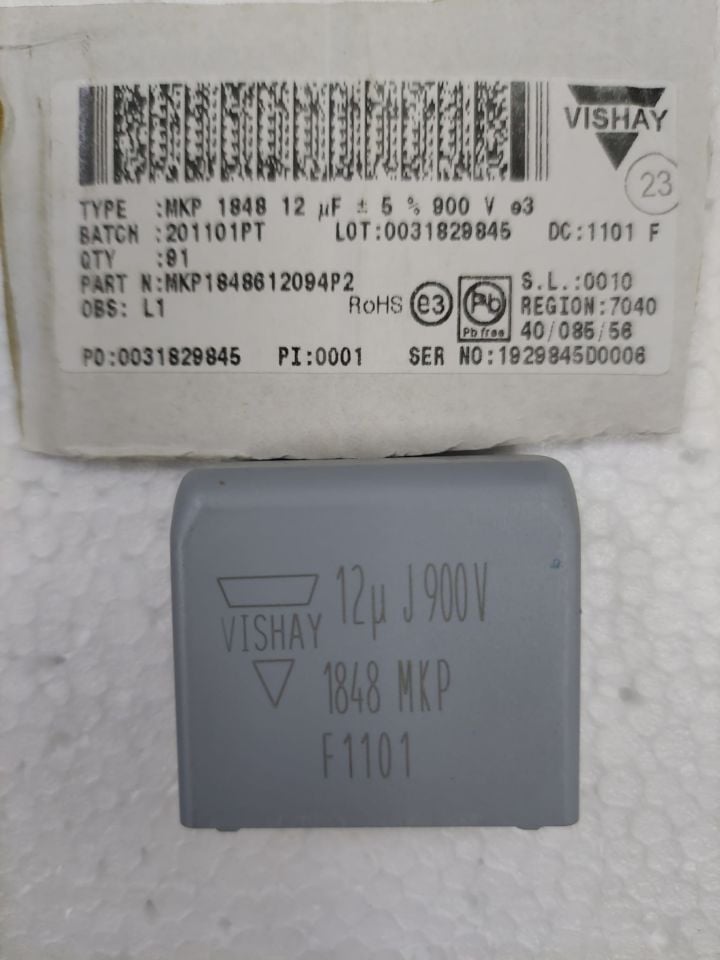 VISHAY
23
TYPE :MKP 1848 12 µF ± 5 % 900 V e3
BATCH :201101PT LOT:0031829845 DC:1101 F
QTY :91
PART N:MKP1848612094P2 S.L.:0010
OBS: L1 RoHS e3 Pb REGION:7040
Pb free 40/085/56
PO:0031829845 PI:0001 SER NO:1929845D0006
VISHAY 12µ J 900V
1848 MKP
F1101